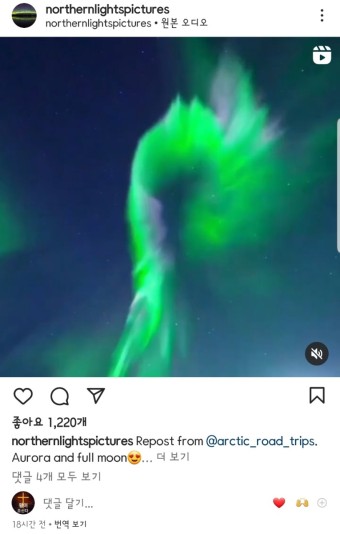 northernlightspictures
northernlightspictures • 원본 오디오
좋아요 1,220개
northernlightspictures Repost from @arctic_road_trips.
Aurora and full moon😍... 더 보기
댓글 4개 모두 보기
댓글 달기...
18시간 전 • 번역 보기